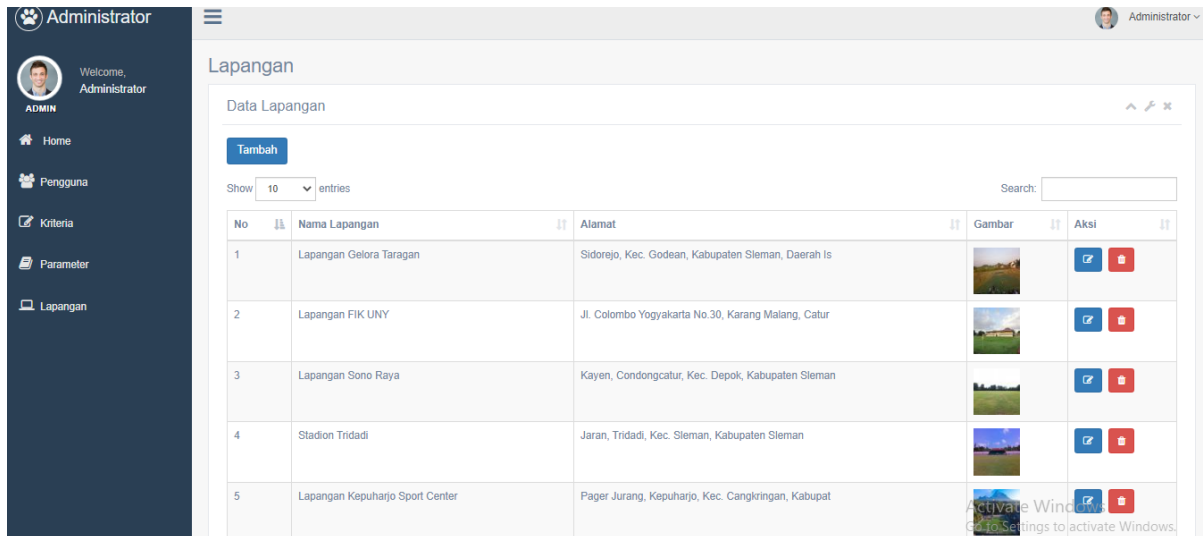 Administrator
Administrator
Welcome,
Administrator
ADMIN
Home
Pengguna
Kriteria
Parameter
Lapangan
Lapangan
Data Lapangan
Tambah
Show 10 entries
Search:
No Nama Lapangan Alamat Gambar Aksi
1 Lapangan Gelora Taragan Sidorejo, Kec. Godean, Kabupaten Sleman, Daerah Is
2 Lapangan FIK UNY Jl. Colombo Yogyakarta No.30, Karang Malang, Catur
3 Lapangan Sono Raya Kayen, Condongcatur, Kec. Depok, Kabupaten Sleman
4 Stadion Tridadi Jaran, Tridadi, Kec. Sleman, Kabupaten Sleman
5 Lapangan Kepuharjo Sport Center Pager Jurang, Kepuharjo, Kec. Cangkringan, Kabupat
Activate Windows
Go to Settings to activate Windows.